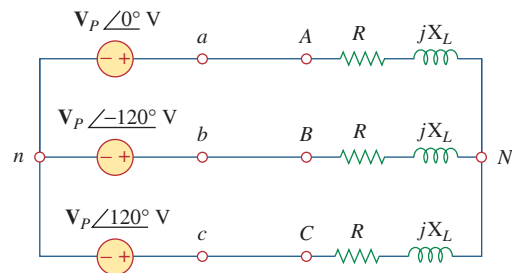 V_P ∠0° V
a A R jX_L
V_P ∠−120° V
n − + b B R jX_L N
V_P ∠120° V
c C R jX_L
− +
− +